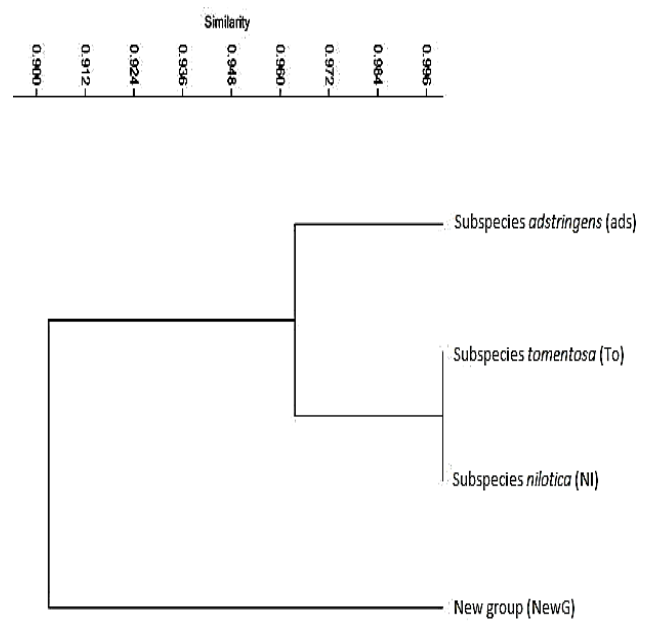 Similarity
0.900 0.912 0.924 0.936 0.948 0.960 0.972 0.984 0.996
Subspecies adstringens (ads)
Subspecies tomentosa (To)
Subspecies nilotica (NI)
New group (NewG)